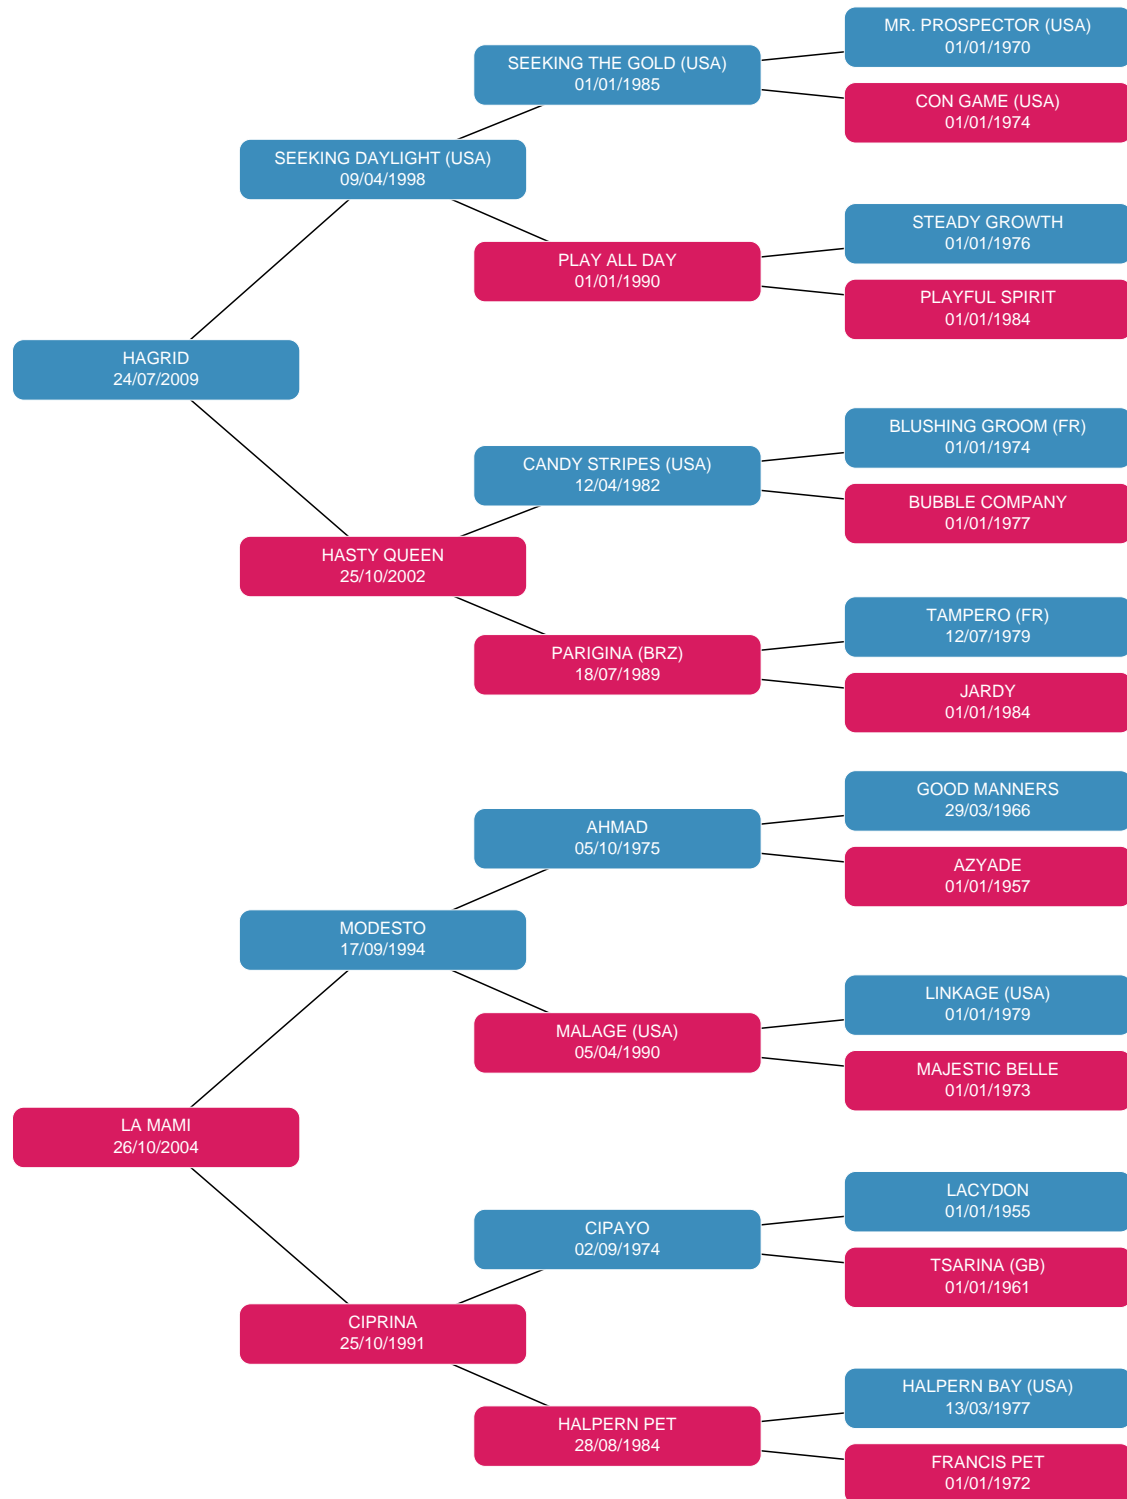 MR. PROSPECTOR (USA)
01/01/1970
SEEKING THE GOLD (USA)
01/01/1985
CON GAME (USA)
01/01/1974
SEEKING DAYLIGHT (USA)
09/04/1998
STEADY GROWTH
01/01/1976
PLAY ALL DAY
01/01/1990
PLAYFUL SPIRIT
01/01/1984
HAGRID
24/07/2009
BLUSHING GROOM (FR)
01/01/1974
CANDY STRIPES (USA)
12/04/1982
BUBBLE COMPANY
01/01/1977
HASTY QUEEN
25/10/2002
TAMPERO (FR)
12/07/1979
PARIGINA (BRZ)
18/07/1989
JARDY
01/01/1984
GOOD MANNERS
29/03/1966
AHMAD
05/10/1975
AZYADE
01/01/1957
MODESTO
17/09/1994
LINKAGE (USA)
01/01/1979
MALAGE (USA)
05/04/1990
MAJESTIC BELLE
01/01/1973
LA MAMI
26/10/2004
LACYDON
01/01/1955
CIPAYO
02/09/1974
TSARINA (GB)
01/01/1961
CIPRINA
25/10/1991
HALPERN BAY (USA)
13/03/1977
HALPERN PET
28/08/1984
FRANCIS PET
01/01/1972